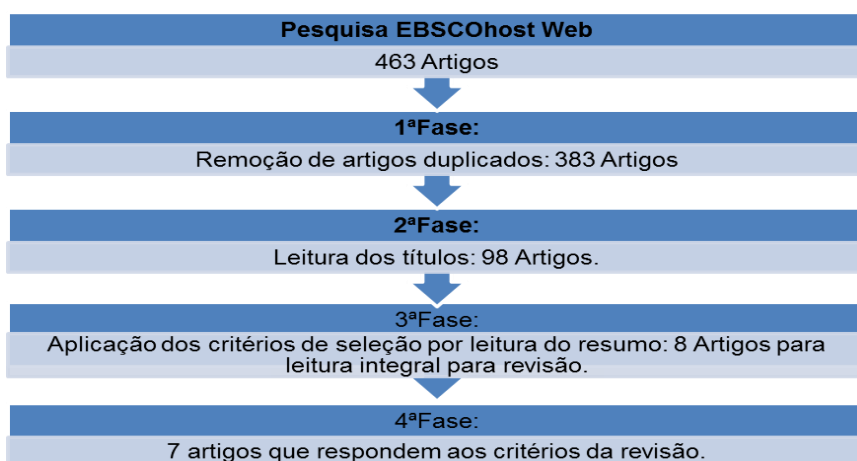 Pesquisa EBSCOhost Web
463 Artigos
1ªFase:
Remoção de artigos duplicados: 383 Artigos
2ªFase:
Leitura dos títulos: 98 Artigos.
3ªFase:
Aplicação dos critérios de seleção por leitura do resumo: 8 Artigos para
leitura integral para revisão.
4ªFase:
7 artigos que respondem aos critérios da revisão.